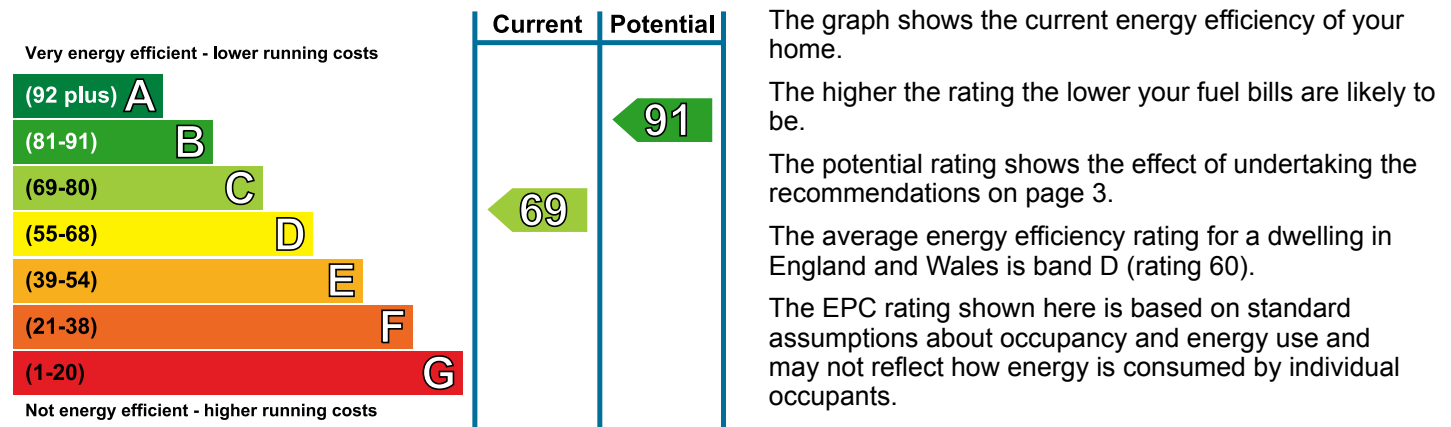 Current Potential
Very energy efficient - lower running costs
(92 plus) A
(81-91) B
91
(69-80) C
69
(55-68) D
(39-54) E
(21-38) F
(1-20) G
Not energy efficient - higher running costs
The graph shows the current energy efficiency of your
home.
The higher the rating the lower your fuel bills are likely to
be.
The potential rating shows the effect of undertaking the
recommendations on page 3.
The average energy efficiency rating for a dwelling in
England and Wales is band D (rating 60).
The EPC rating shown here is based on standard
assumptions about occupancy and energy use and
may not reflect how energy is consumed by individual
occupants.